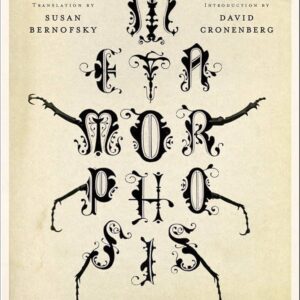 TRANSLATION BY
SUSAN
BERNOFSKY
INTRODUCTION BY
DAVID
CRONENBERG
M
ETA
MOR
PHO
SIS